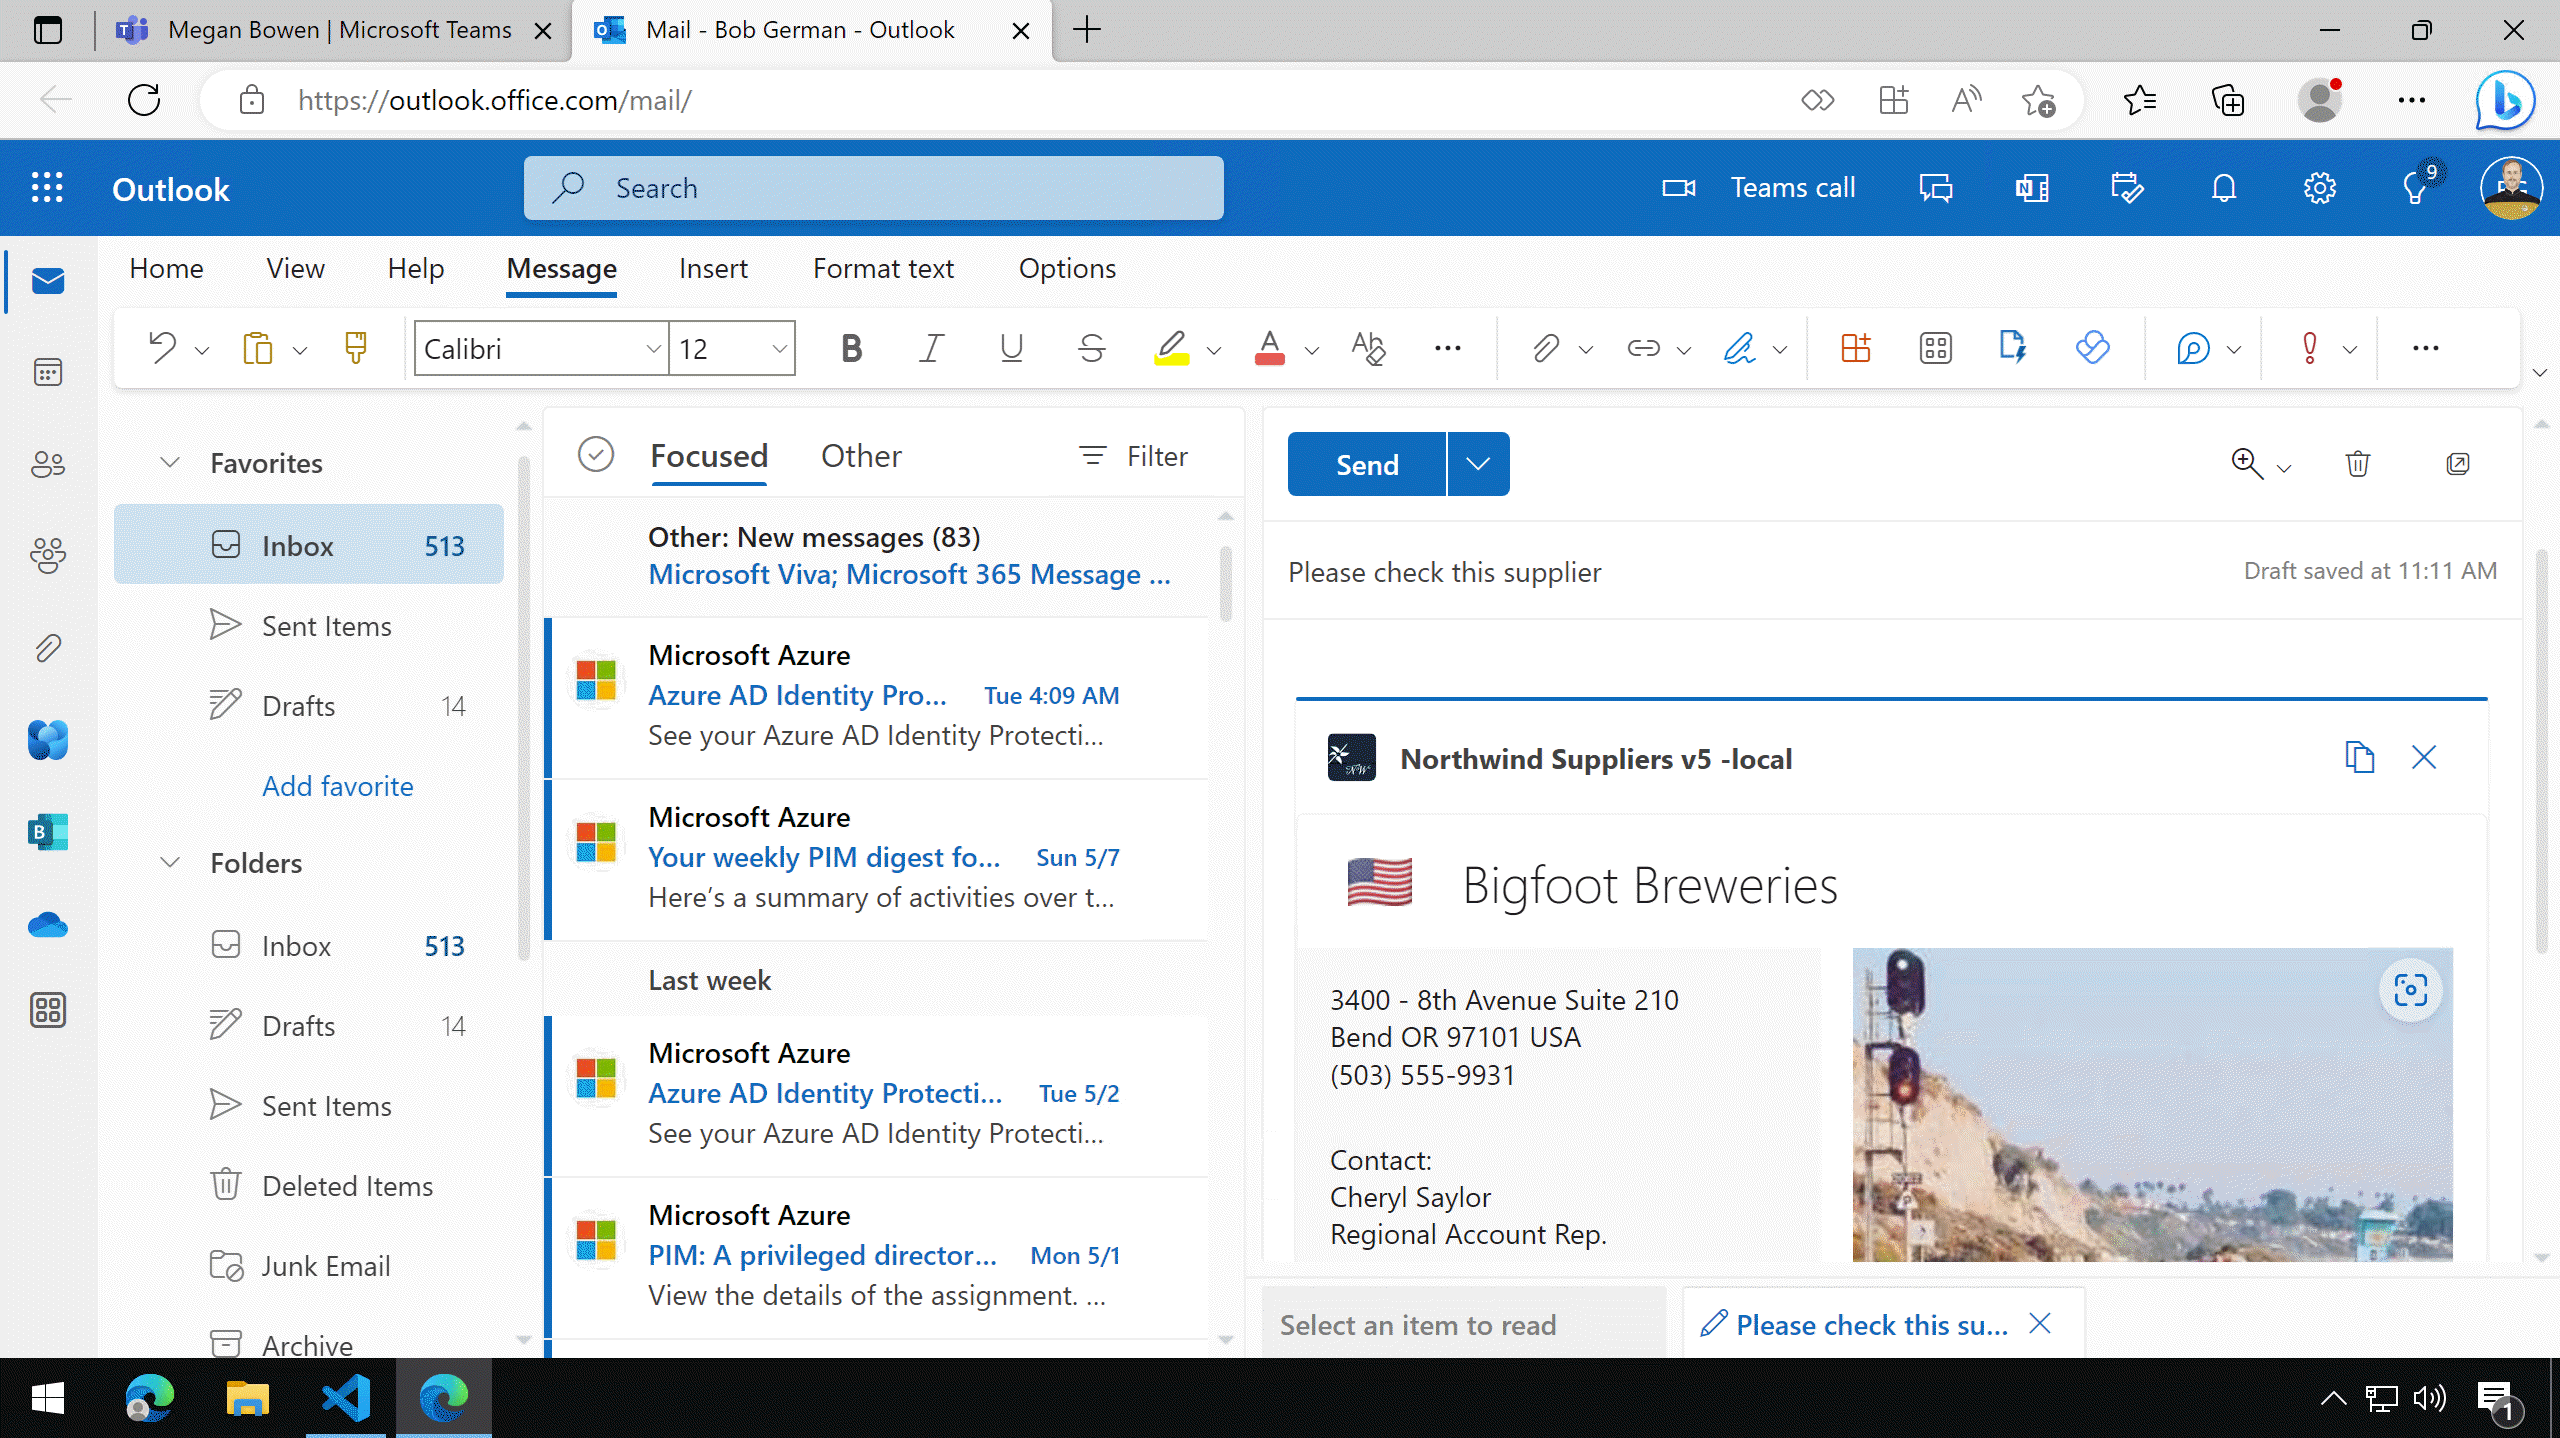 Megan Bowen | Microsoft Teams
Mail - Bob German - Outlook
https://outlook.office.com/mail/
Outlook
Search
Teams call
9
Home
View
Help
Message
Insert
Format text
Options
Calibri
12
Favorites
Inbox 513
Sent Items
Drafts 14
Add favorite
Folders
Inbox 513
Drafts 14
Sent Items
Deleted Items
Junk Email
Archive
Focused
Other
Filter
Other: New messages (83)
Microsoft Viva; Microsoft 365 Message ...
Microsoft Azure
Azure AD Identity Pro... Tue 4:09 AM
See your Azure AD Identity Protecti...
Microsoft Azure
Your weekly PIM digest fo... Sun 5/7
Here's a summary of activities over t...
Last week
Microsoft Azure
Azure AD Identity Protecti... Tue 5/2
See your Azure AD Identity Protecti...
Microsoft Azure
PIM: A privileged director... Mon 5/1
View the details of the assignment. ...
Send
Please check this supplier
Draft saved at 11:11 AM
NW
Northwind Suppliers v5 -local
Bigfoot Breweries
3400 - 8th Avenue Suite 210
Bend OR 97101 USA
(503) 555-9931
Contact:
Cheryl Saylor
Regional Account Rep.
Select an item to read
Please check this su...
1